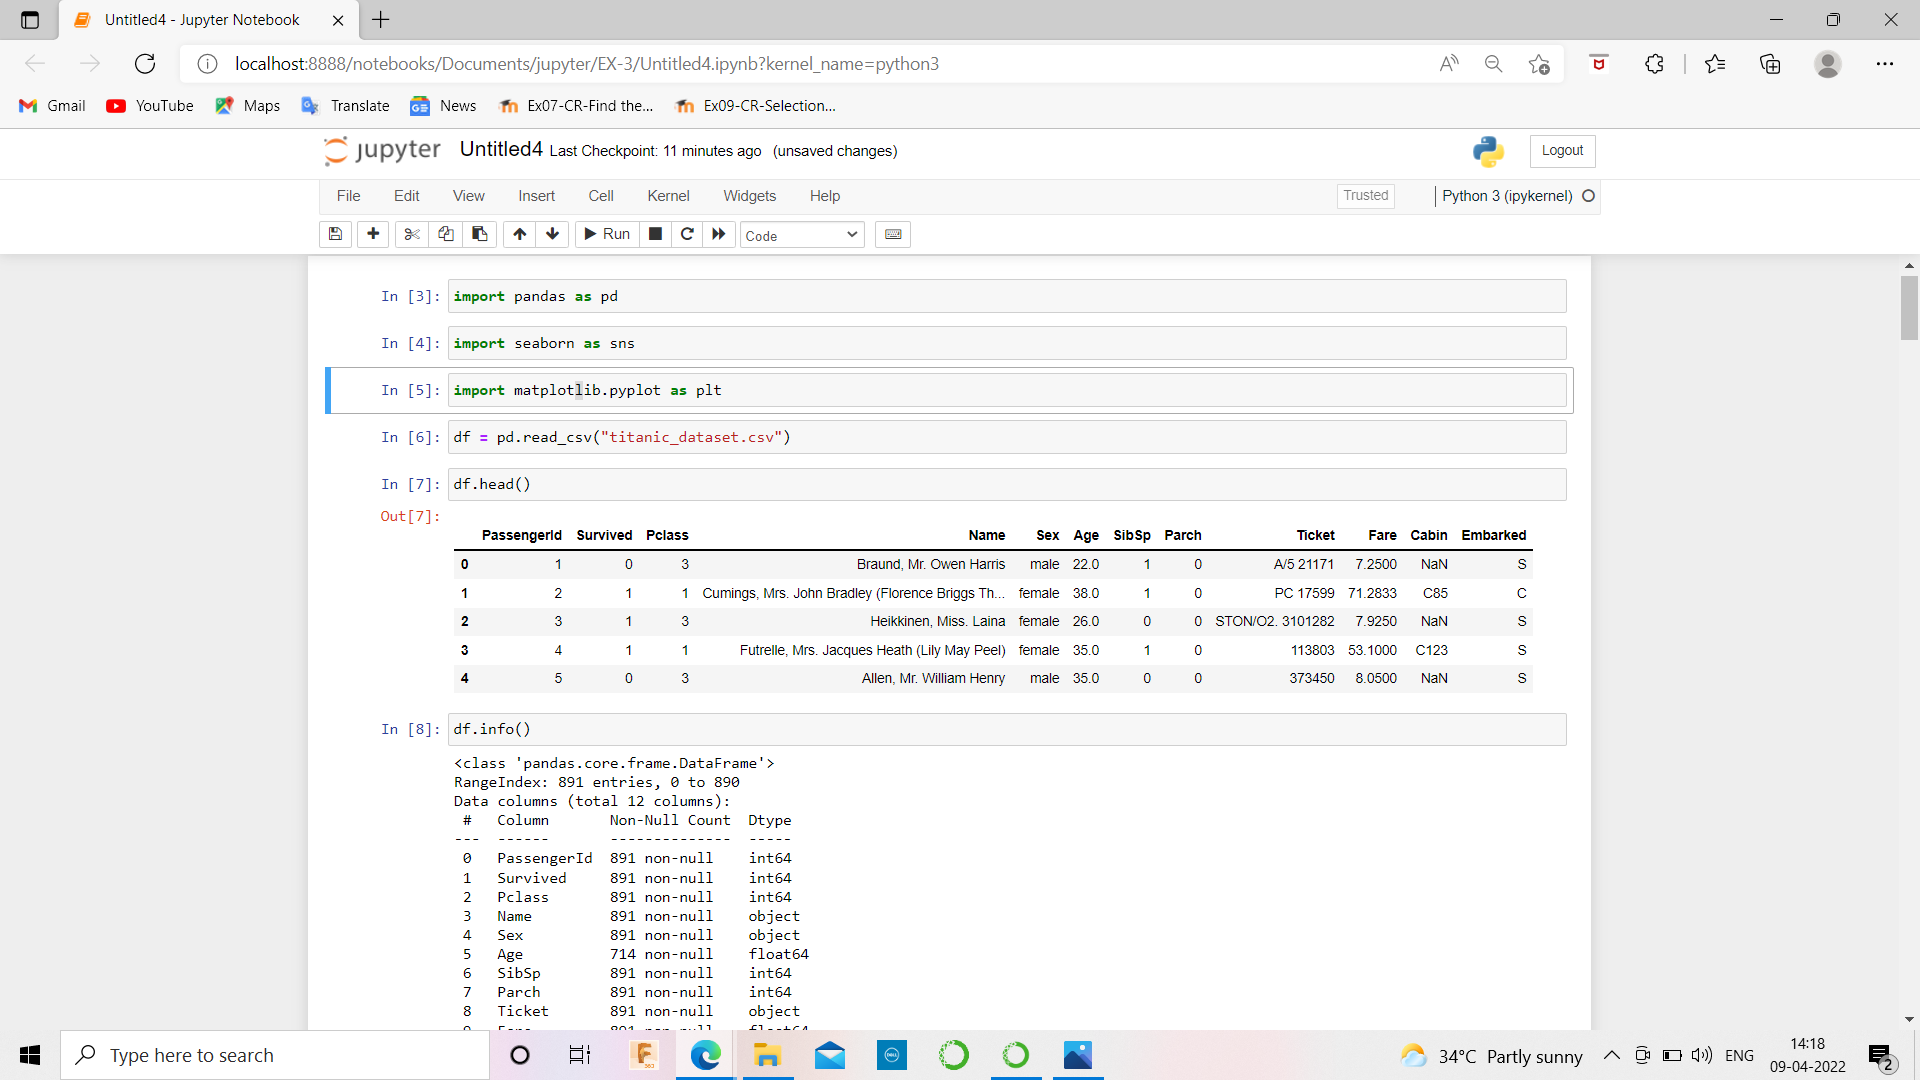 Untitled4 - Jupyter Notebook
localhost:8888/notebooks/Documents/jupyter/EX-3/Untitled4.ipynb?kernel_name=python3
Gmail YouTube Maps Translate News Ex07-CR-Find the... Ex09-CR-Selection...
jupyter Untitled4 Last Checkpoint: 11 minutes ago (unsaved changes) Logout
File Edit View Insert Cell Kernel Widgets Help Trusted Python 3 (ipykernel)
Run Code
In [3]: import pandas as pd
In [4]: import seaborn as sns
In [5]: import matplotlib.pyplot as plt
In [6]: df = pd.read_csv("titanic_dataset.csv")
In [7]: df.head()
Out[7]:
PassengerId Survived Pclass Name Sex Age SibSp Parch Ticket Fare Cabin Embarked
0 1 0 3 Braund, Mr. Owen Harris male 22.0 1 0 A/5 21171 7.2500 NaN S
1 2 1 1 Cumings, Mrs. John Bradley (Florence Briggs Th... female 38.0 1 0 PC 17599 71.2833 C85 C
2 3 1 3 Heikkinen, Miss. Laina female 26.0 0 0 STON/O2. 3101282 7.9250 NaN S
3 4 1 1 Futrelle, Mrs. Jacques Heath (Lily May Peel) female 35.0 1 0 113803 53.1000 C123 S
4 5 0 3 Allen, Mr. William Henry male 35.0 0 0 373450 8.0500 NaN S
In [8]: df.info()
<class 'pandas.core.frame.DataFrame'>
RangeIndex: 891 entries, 0 to 890
Data columns (total 12 columns):
# Column Non-Null Count Dtype
--- ------ -------------- -----
0 PassengerId 891 non-null int64
1 Survived 891 non-null int64
2 Pclass 891 non-null int64
3 Name 891 non-null object
4 Sex 891 non-null object
5 Age 714 non-null float64
6 SibSp 891 non-null int64
7 Parch 891 non-null int64
8 Ticket 891 non-null object
Type here to search
34°C Partly sunny ENG 14:18
09-04-2022 2